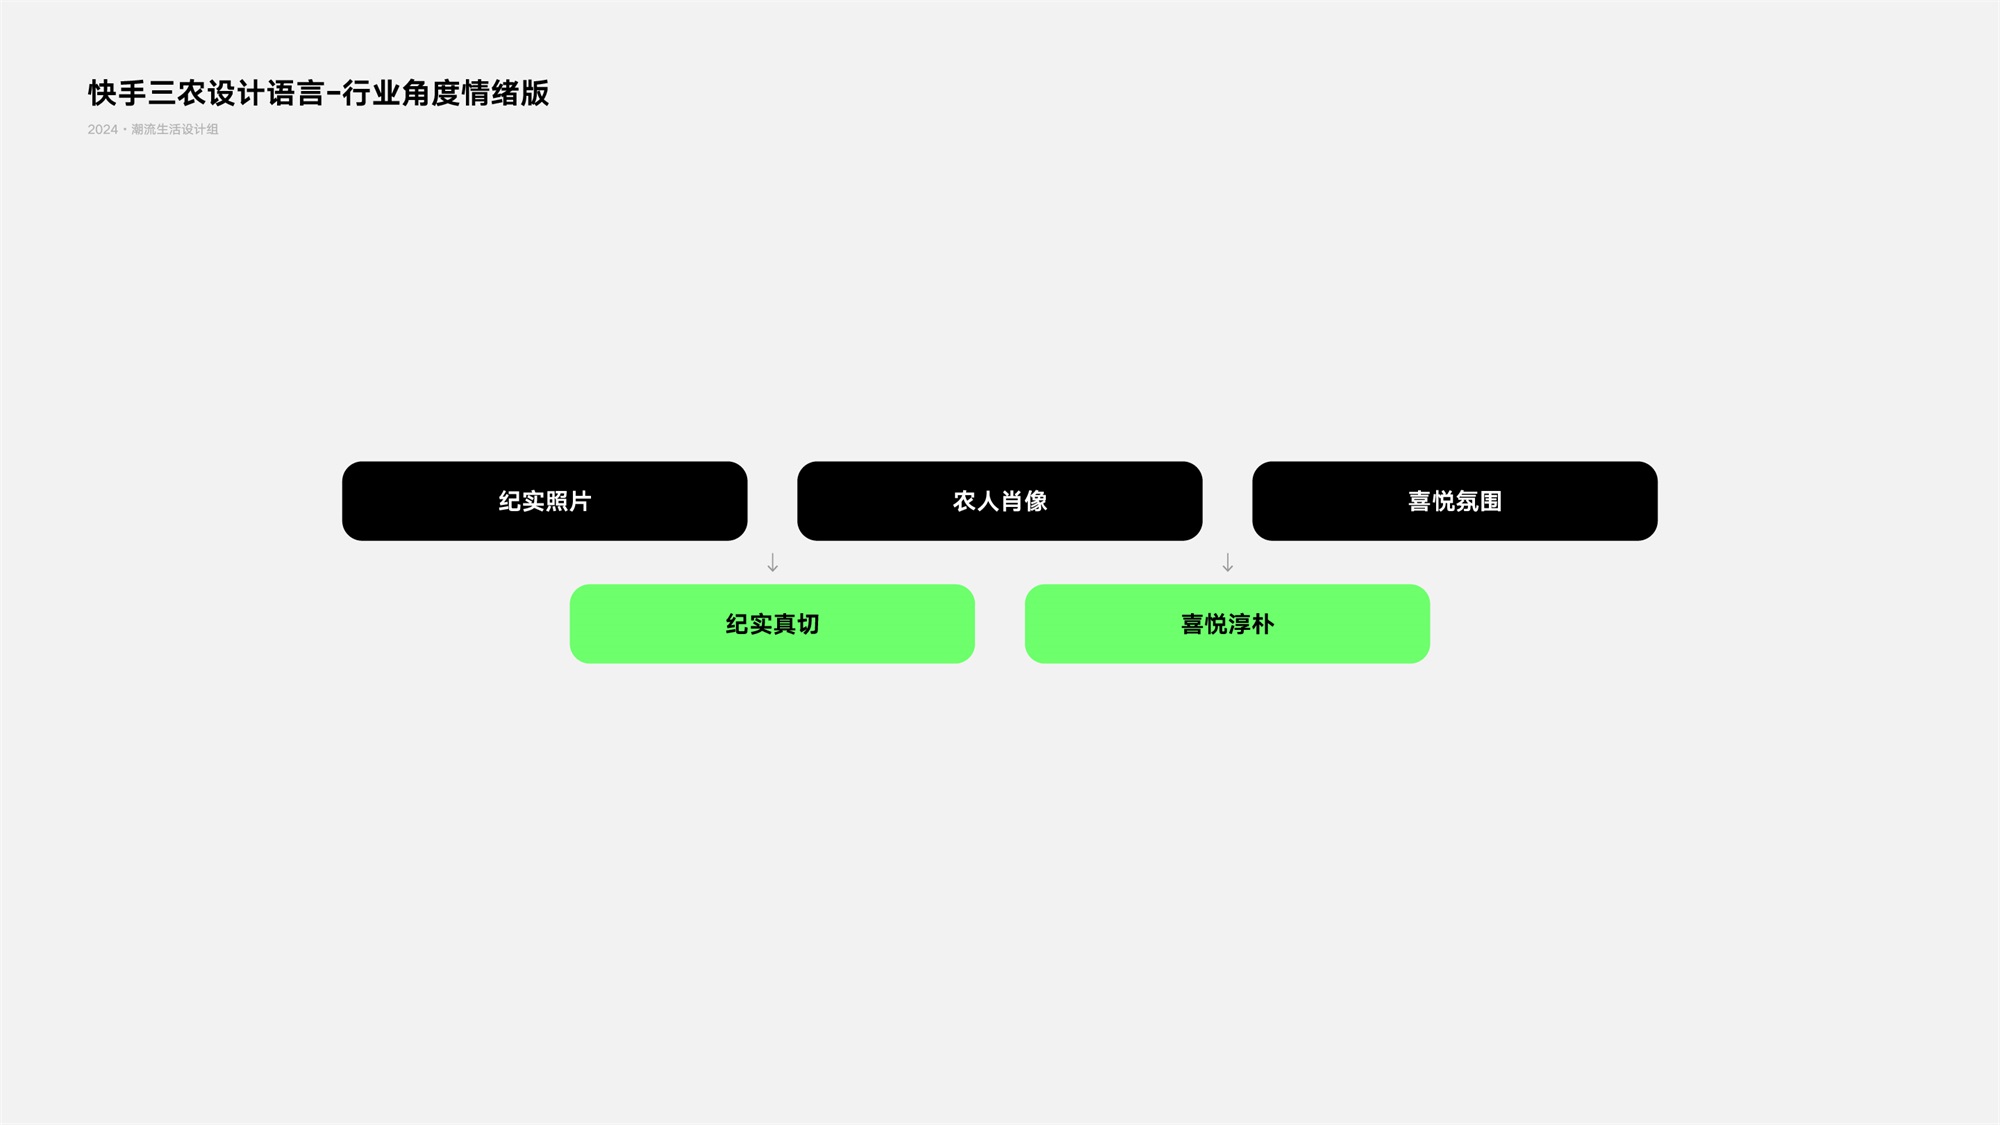 快手三农设计语言-行业角度情绪版
2024·潮流生活设计组
纪实照片
农人肖像
喜悦氛围
纪实真切
喜悦淳朴